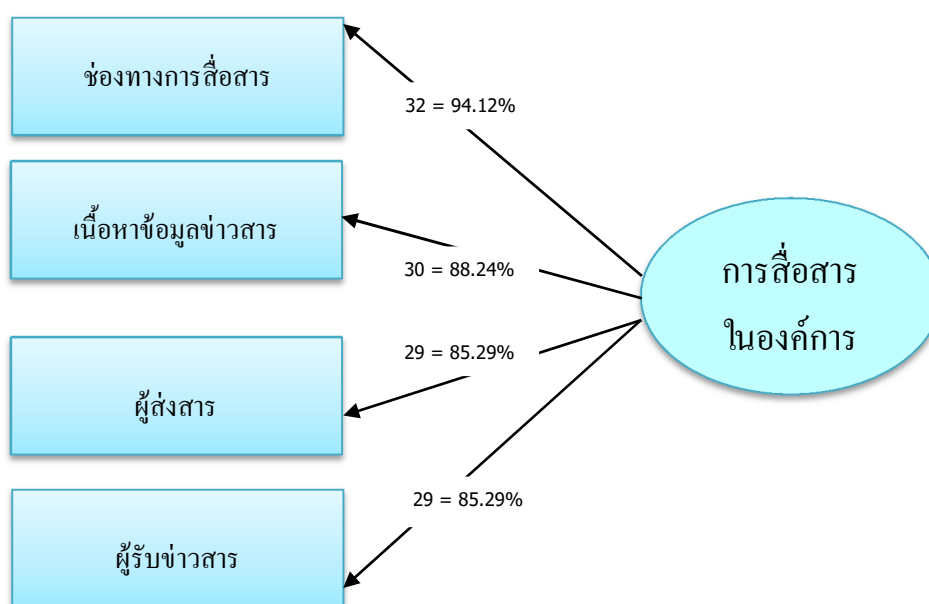 ช่องทางการสื่อสาร
32 = 94.12%
เนื้อหาข้อมูลข่าวสาร
30 = 88.24%
การสื่อสาร
ในองค์การ
29 = 85.29%
ผู้ส่งสาร
29 = 85.29%
ผู้รับข่าวสาร